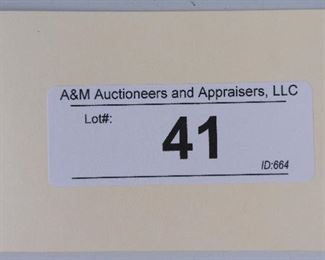 A&M Auctioneers and Appraisers, LLC
Lot#:
41
ID:664